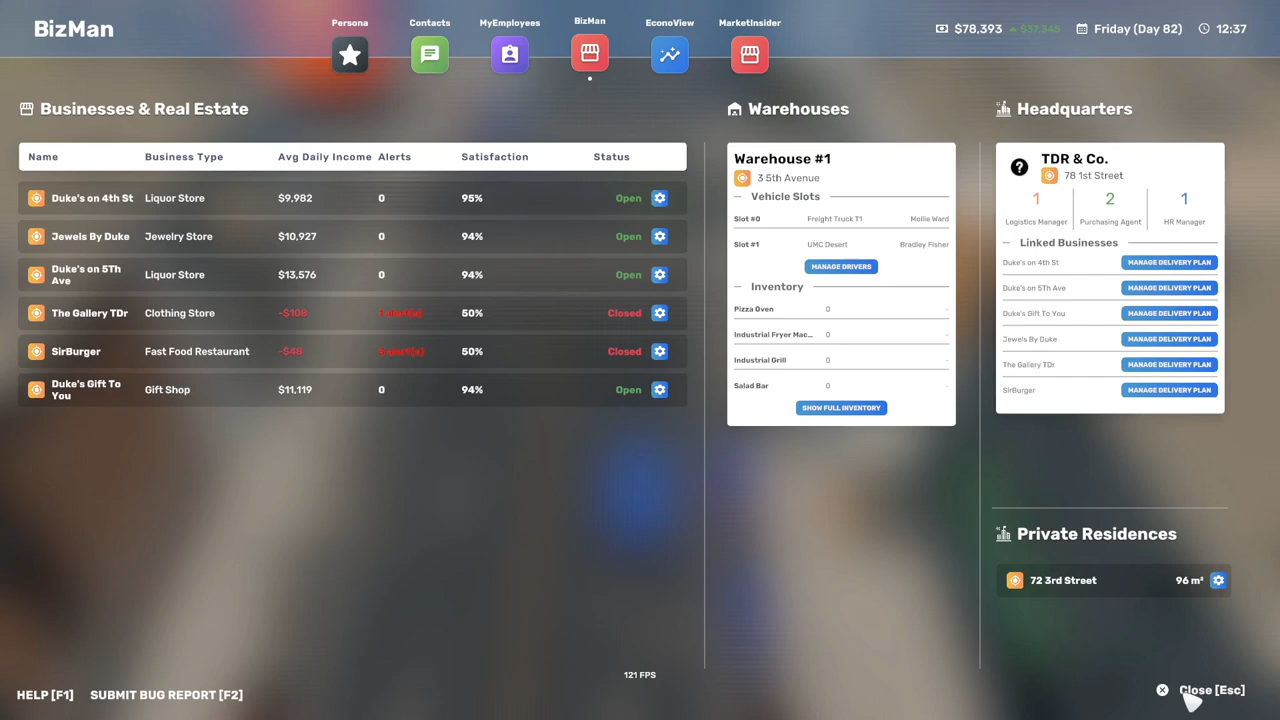 BizMan
Persona
Contacts
MyEmployees
BizMan
EconoView
MarketInsider
$78,393
$37,345
Friday (Day 82)
12:37
Businesses & Real Estate
Name Business Type Avg Daily Income Alerts Satisfaction Status
Duke's on 4th St Liquor Store $9,982 0 95% Open
Jewels By Duke Jewelry Store $10,927 0 94% Open
Duke's on 5Th
Ave Liquor Store $13,576 0 94% Open
The Gallery TDr Clothing Store -$108 1 alert(s) 50% Closed
SirBurger Fast Food Restaurant -$48 alert(s) 50% Closed
Duke's Gift To
You Gift Shop $11,119 0 94% Open
Warehouses
Warehouse #1
3 5th Avenue
Vehicle Slots
Slot #0 Freight Truck T1 Mollie Ward
Slot #1 UMC Desert Bradley Fisher
MANAGE DRIVERS
Inventory
Pizza Oven 0 -
Industrial Fryer Mac... 0 -
Industrial Grill 0 -
Salad Bar 0 -
SHOW FULL INVENTORY
Headquarters
?
TDR & Co.
78 1st Street
1 2 1
Logistics Manager Purchasing Agent HR Manager
Linked Businesses
Duke's on 4th St MANAGE DELIVERY PLAN
Duke's on 5Th Ave MANAGE DELIVERY PLAN
Duke's Gift To You MANAGE DELIVERY PLAN
Jewels By Duke MANAGE DELIVERY PLAN
The Gallery TDr MANAGE DELIVERY PLAN
SirBurger MANAGE DELIVERY PLAN
Private Residences
72 3rd Street 96 m²
121 FPS
HELP [F1] SUBMIT BUG REPORT [F2]
Close [Esc]